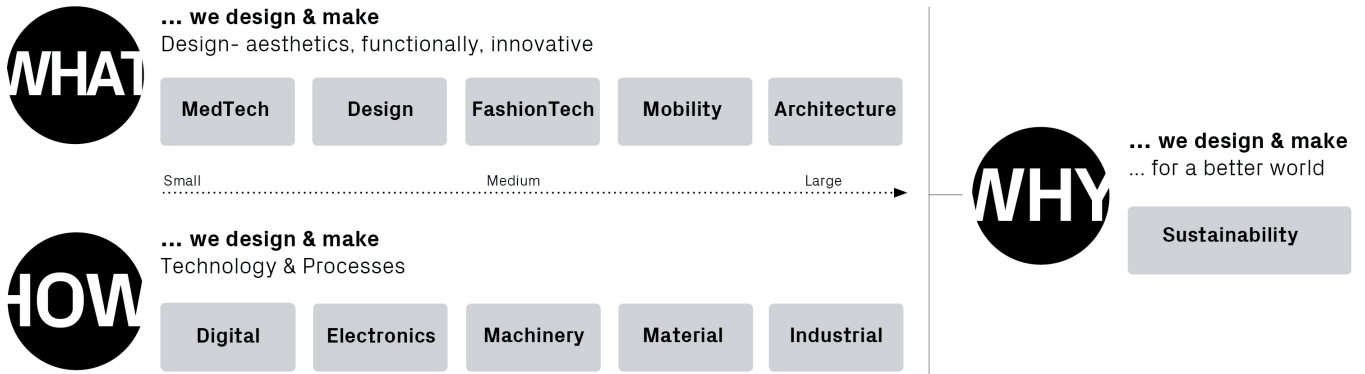 WHAT
... we design & make
Design- aesthetics, functionally, innovative
MedTech
Design
FashionTech
Mobility
Architecture
Small
Medium
Large
HOW
... we design & make
Technology & Processes
Digital
Electronics
Machinery
Material
Industrial
WHY
... we design & make
... for a better world
Sustainability